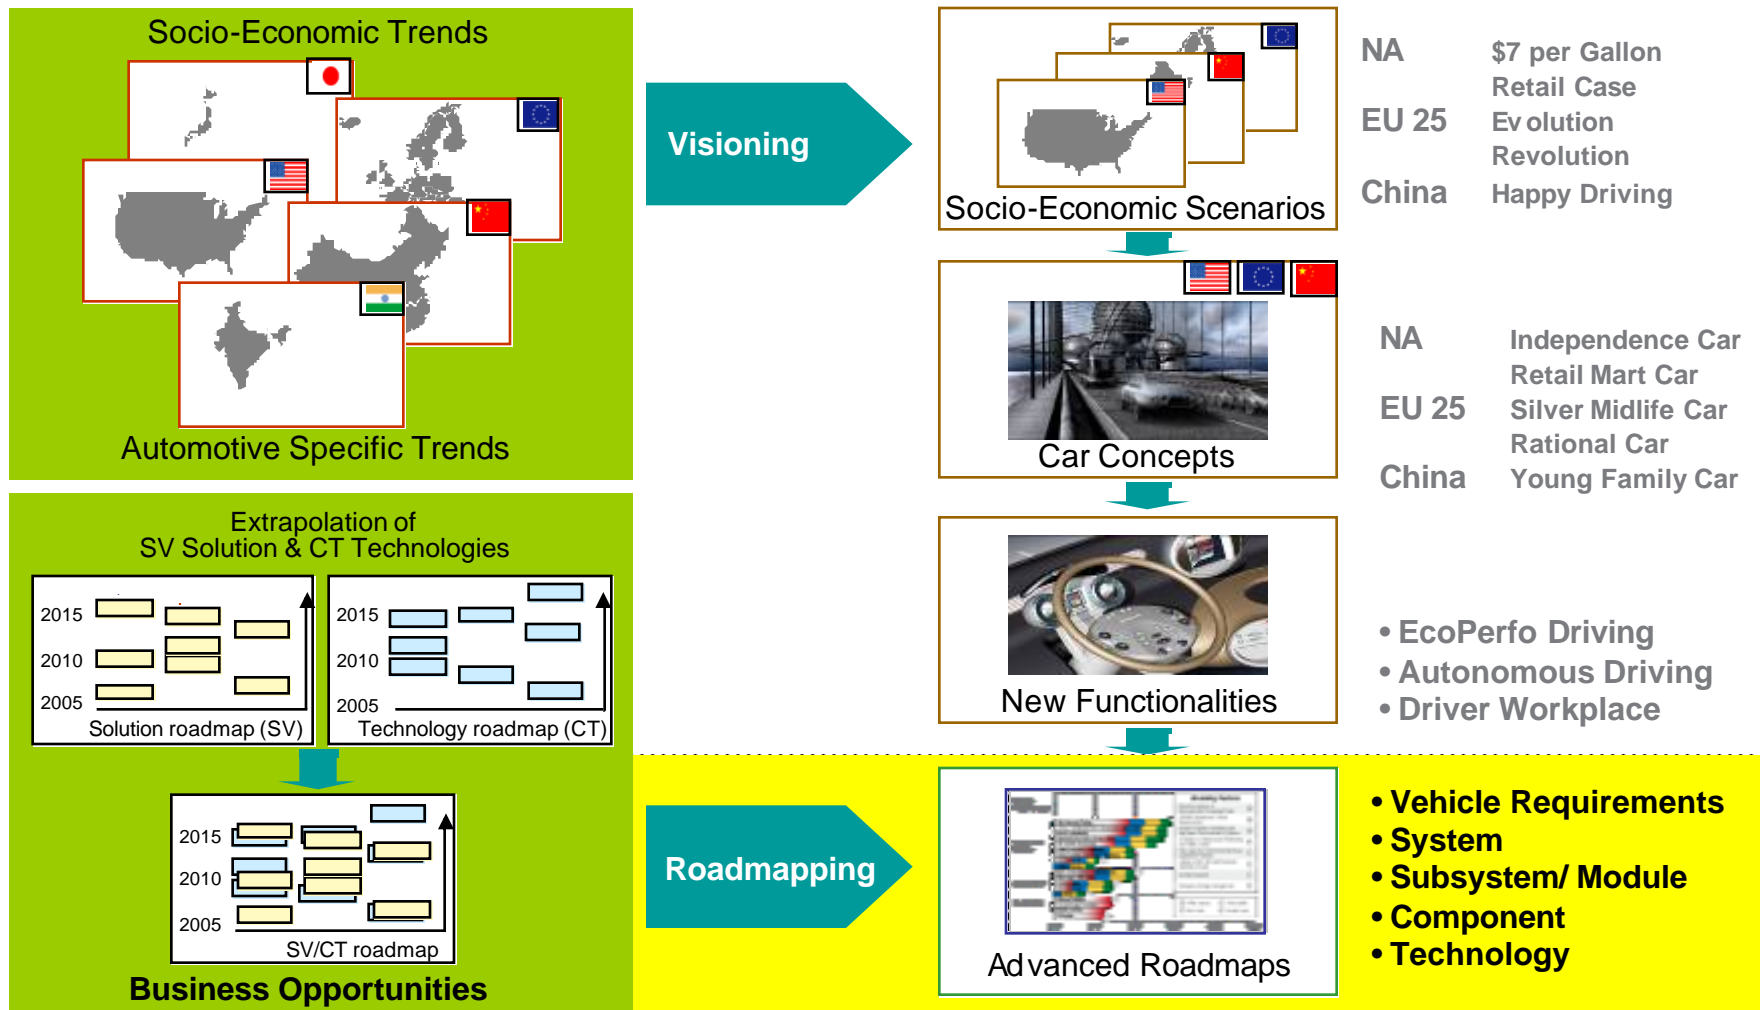 Socio-Economic Trends
Automotive Specific Trends
Extrapolation of
SV Solution & CT Technologies
2015
2010
2005
Solution roadmap (SV)
2015
2010
2005
Technology roadmap (CT)
2015
2010
2005
SV/CT roadmap
Business Opportunities
Visioning
Roadmapping
Socio-Economic Scenarios
Car Concepts
New Functionalities
Advanced Roadmaps
NA $7 per Gallon
Retail Case
EU 25 Evolution
Revolution
China Happy Driving
NA Independence Car
Retail Mart Car
EU 25 Silver Midlife Car
Rational Car
China Young Family Car
• EcoPerfo Driving
• Autonomous Driving
• Driver Workplace
• Vehicle Requirements
• System
• Subsystem/ Module
• Component
• Technology